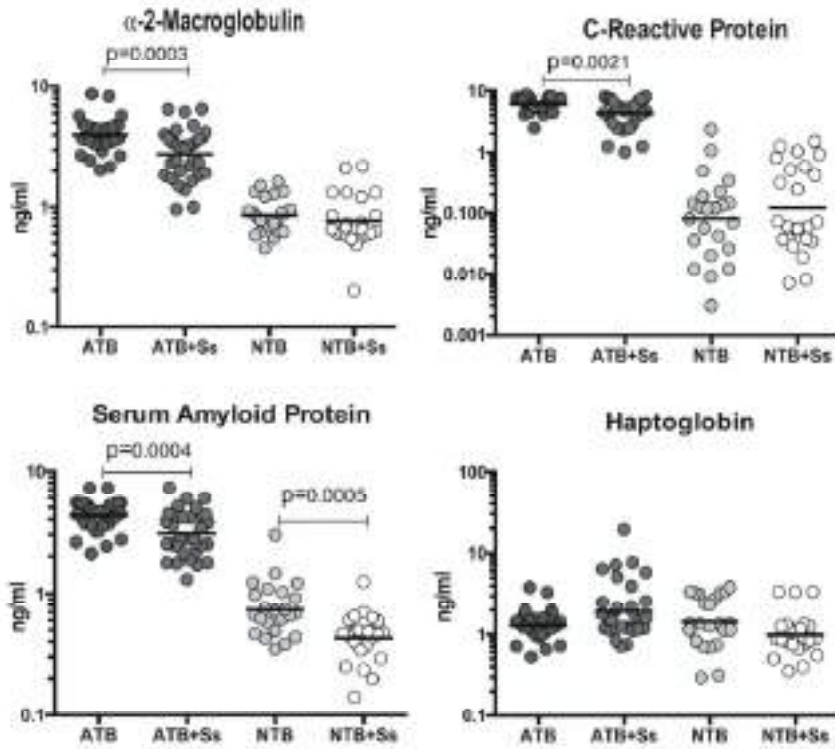 α-2-Macroglobulin
p=0.0003
10
1
0.1
ng/ml
ATB ATB+Ss NTB NTB+Ss
C-Reactive Protein
p=0.0021
10
1
0.100
0.010
0.001
ng/ml
ATB ATB+Ss NTB NTB+Ss
Serum Amyloid Protein
p=0.0004
p=0.0005
10
1
0.1
ng/ml
ATB ATB+Ss NTB NTB+Ss
Haptoglobin
100
10
1
0.1
ng/ml
ATB ATB+Ss NTB NTB+Ss